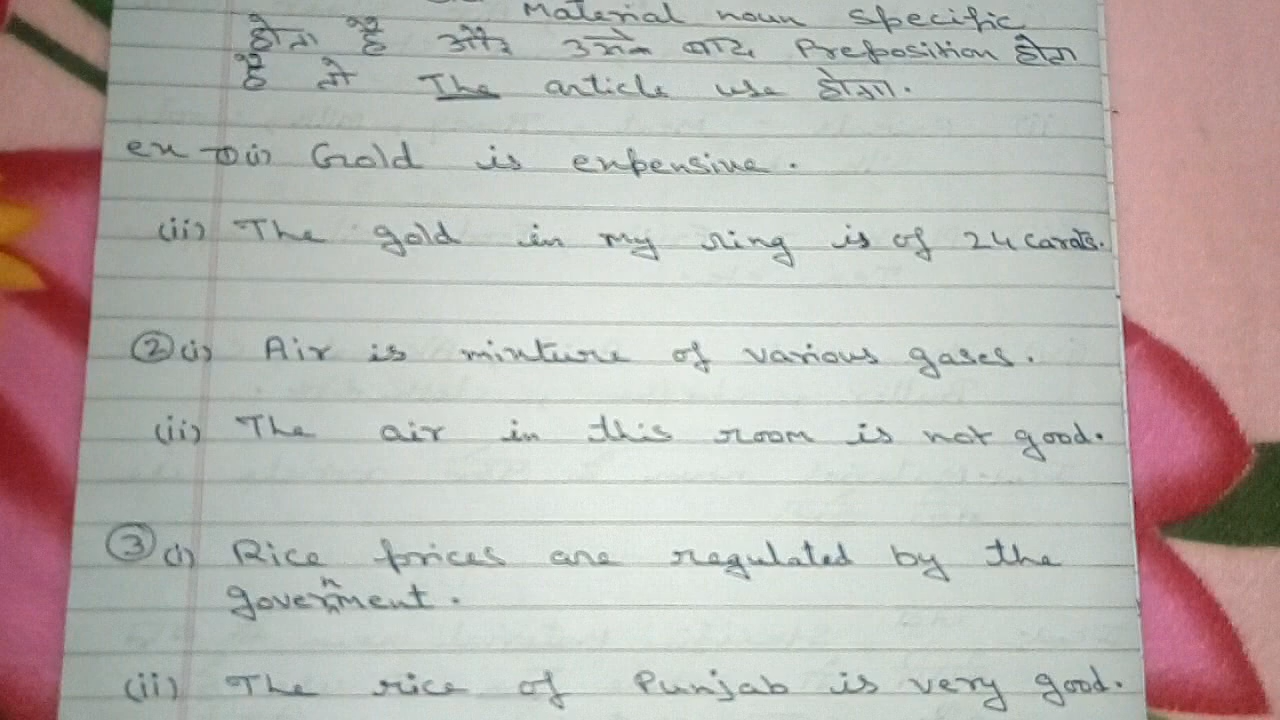 Material noun specific
होता है और उसके बाद Preposition होता
है तो The article use होगा.
ex → ① (i) Gold is expensive.
(ii) The gold in my ring is of 24 carats.
② (i) Air is mixture of various gases.
(ii) The air in this room is not good.
③ (i) Rice prices are regulated by the
government.
(ii) The rice of Punjab is very good.